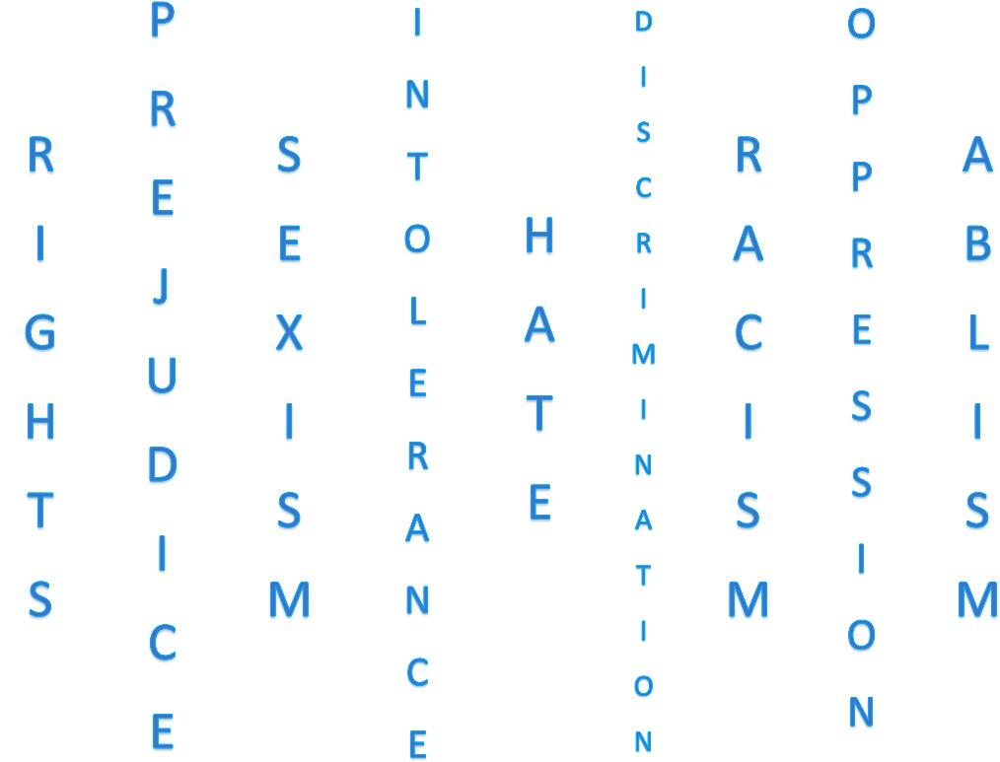 RIGHTS
PREJUDICE
SEXISM
INTOLERANCE
HATE
DISCRIMINATION
RACISM
OPPRESSION
ABLISM